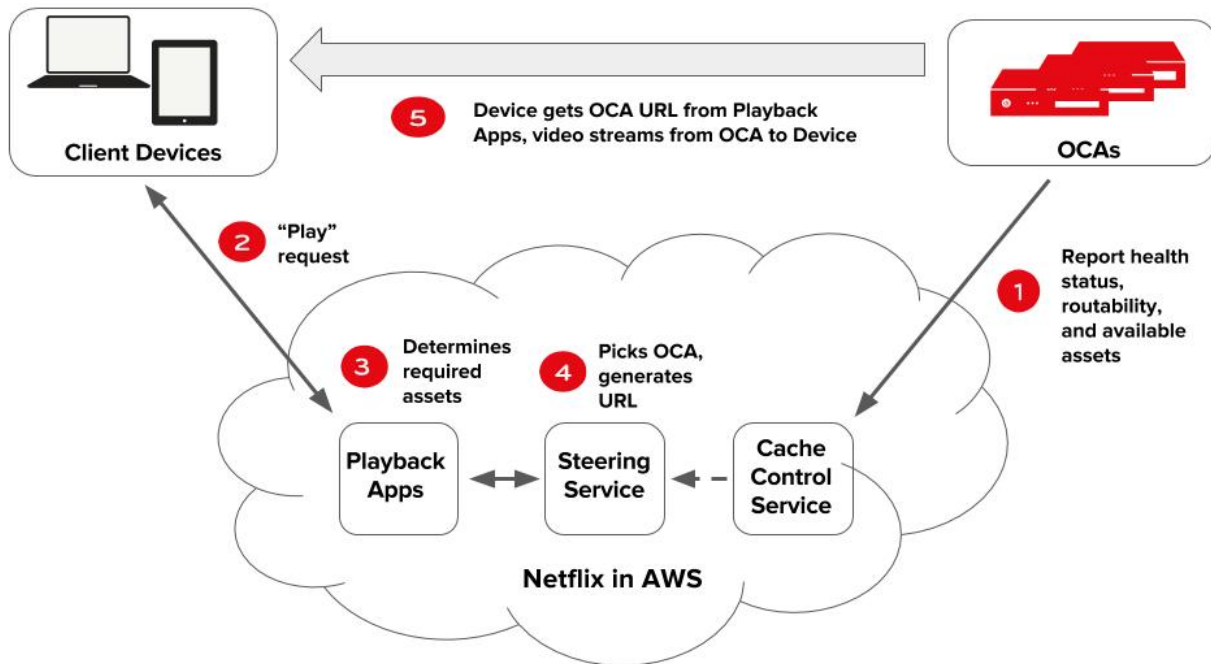 Client Devices
5
Device gets OCA URL from Playback
Apps, video streams from OCA to Device
OCAs
2
“Play”
request
1
Report health
status,
routability,
and available
assets
3
Determines
required
assets
4
Picks OCA,
generates
URL
Playback
Apps
Steering
Service
Cache
Control
Service
Netflix in AWS